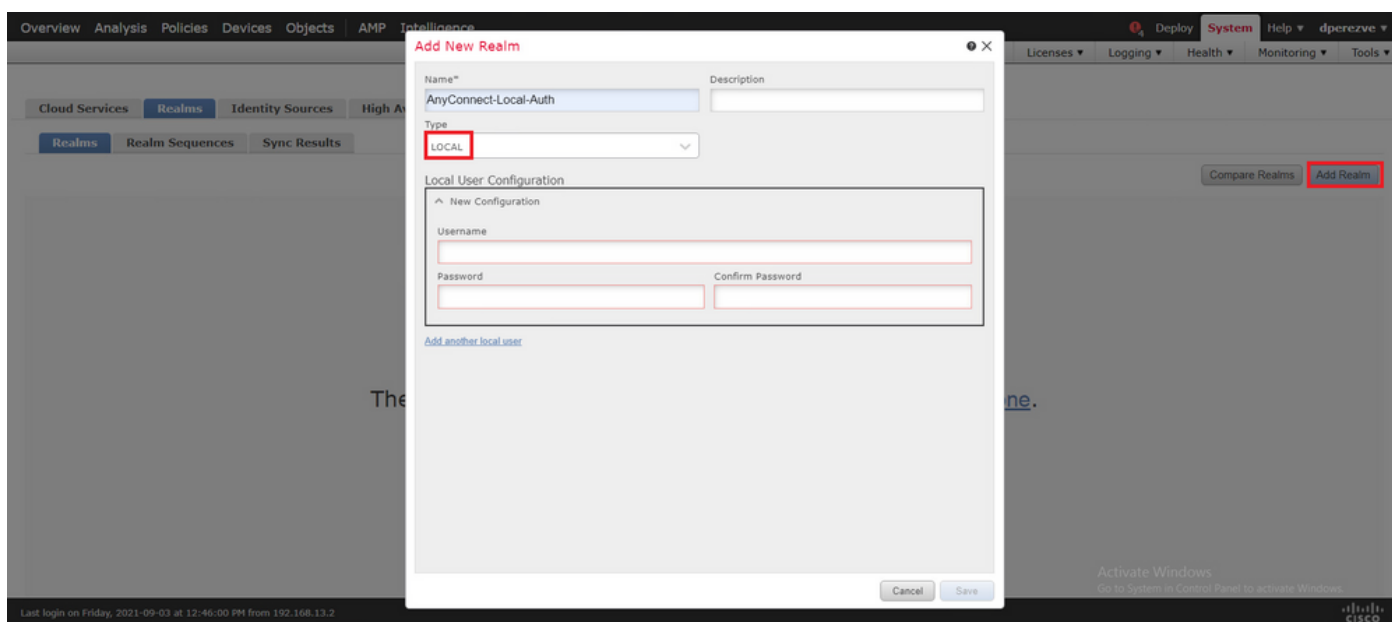 Overview Analysis Policies Devices Objects AMP Intelligence 4 Deploy System Help ▾ dperezve ▾
Add New Realm
Licenses ▾ Logging ▾ Health ▾ Monitoring ▾ Tools ▾
Name* Description
Cloud Services Realms Identity Sources High Av
AnyConnect-Local-Auth
Type
Realms Realm Sequences Sync Results
LOCAL
Compare Realms Add Realm
Local User Configuration
New Configuration
Username
Password Confirm Password
Add another local user
The
one.
Activate Windows
Go to System in Control Panel to activate Windows.
Cancel Save
Last login on Friday, 2021-09-03 at 12:46:00 PM from 192.168.13.2
CISCO